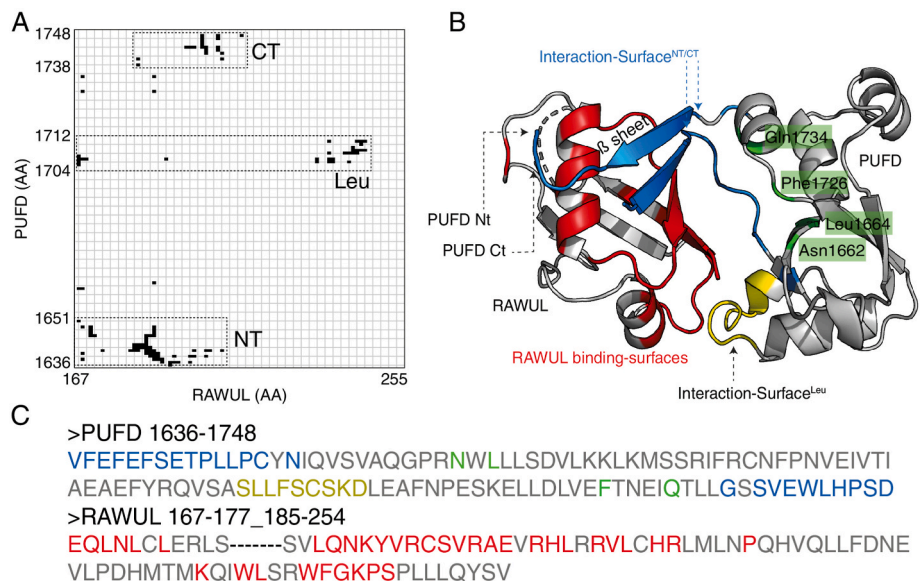 A
1748
1738
1712
1704
1651
1636
PUFD (AA)
CT
Leu
NT
167
255
RAWUL (AA)
B
Interaction-Surface^NT/CT
ß sheet
Gln1734
PUFD
Phe1726
Leu1664
Asn1662
PUFD Nt
PUFD Ct
RAWUL
RAWUL binding-surfaces
Interaction-Surface^Leu
C
>PUFD 1636-1748
VFEFEFSETPLLPCYNIQVSVAQGPRNWLLLSDVLKKLKMSSRIFRCNFPNVEIVTI
AEAEFYRQVSASLLFSCSKDLEAFNPESKELLDLVEFTNEIQTLLGSSVEWLHPSD
>RAWUL 167-177_185-254
EQLNLCLERLS-------SVLQNKYVRCSVRAEVRHLRRVLCHRLMLNPQHVQLLFDNE
VLPDHMTMKQIWLSRWFGKPSPLLLQYSV